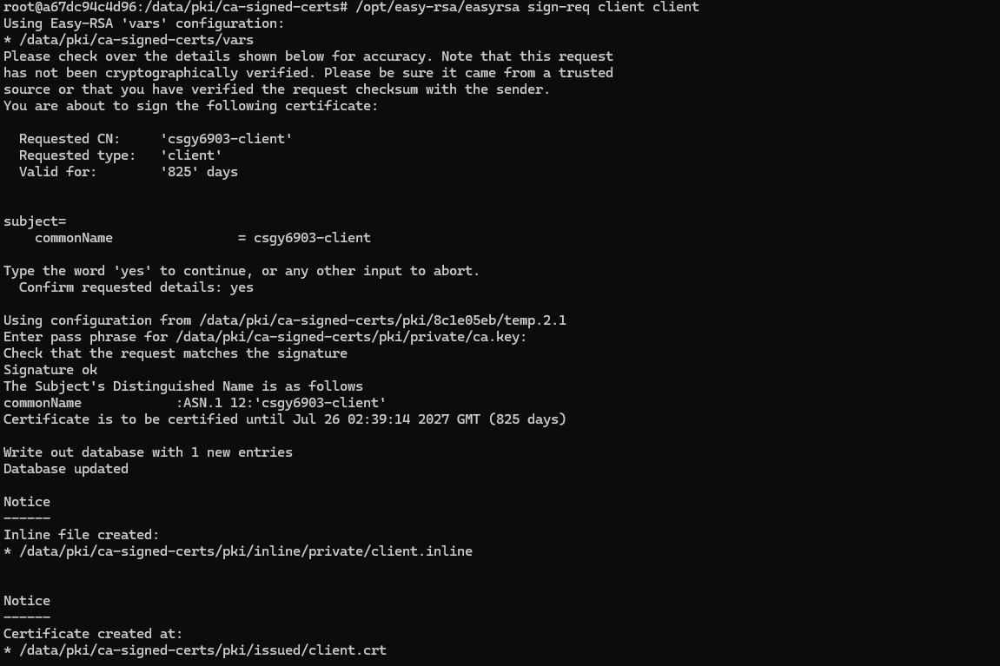 root@a67dc94c4d96:/data/pki/ca-signed-certs# /opt/easy-rsa/easyrsa sign-req client client
Using Easy-RSA 'vars' configuration:
* /data/pki/ca-signed-certs/vars
Please check over the details shown below for accuracy. Note that this request
has not been cryptographically verified. Please be sure it came from a trusted
source or that you have verified the request checksum with the sender.
You are about to sign the following certificate:

  Requested CN:     'csgy6903-client'
  Requested type:   'client'
  Valid for:        '825' days


subject=
    commonName                = csgy6903-client

Type the word 'yes' to continue, or any other input to abort.
  Confirm requested details: yes

Using configuration from /data/pki/ca-signed-certs/pki/8c1e05eb/temp.2.1
Enter pass phrase for /data/pki/ca-signed-certs/pki/private/ca.key:
Check that the request matches the signature
Signature ok
The Subject's Distinguished Name is as follows
commonName            :ASN.1 12:'csgy6903-client'
Certificate is to be certified until Jul 26 02:39:14 2027 GMT (825 days)

Write out database with 1 new entries
Database updated

Notice
------
Inline file created:
* /data/pki/ca-signed-certs/pki/inline/private/client.inline


Notice
------
Certificate created at:
* /data/pki/ca-signed-certs/pki/issued/client.crt